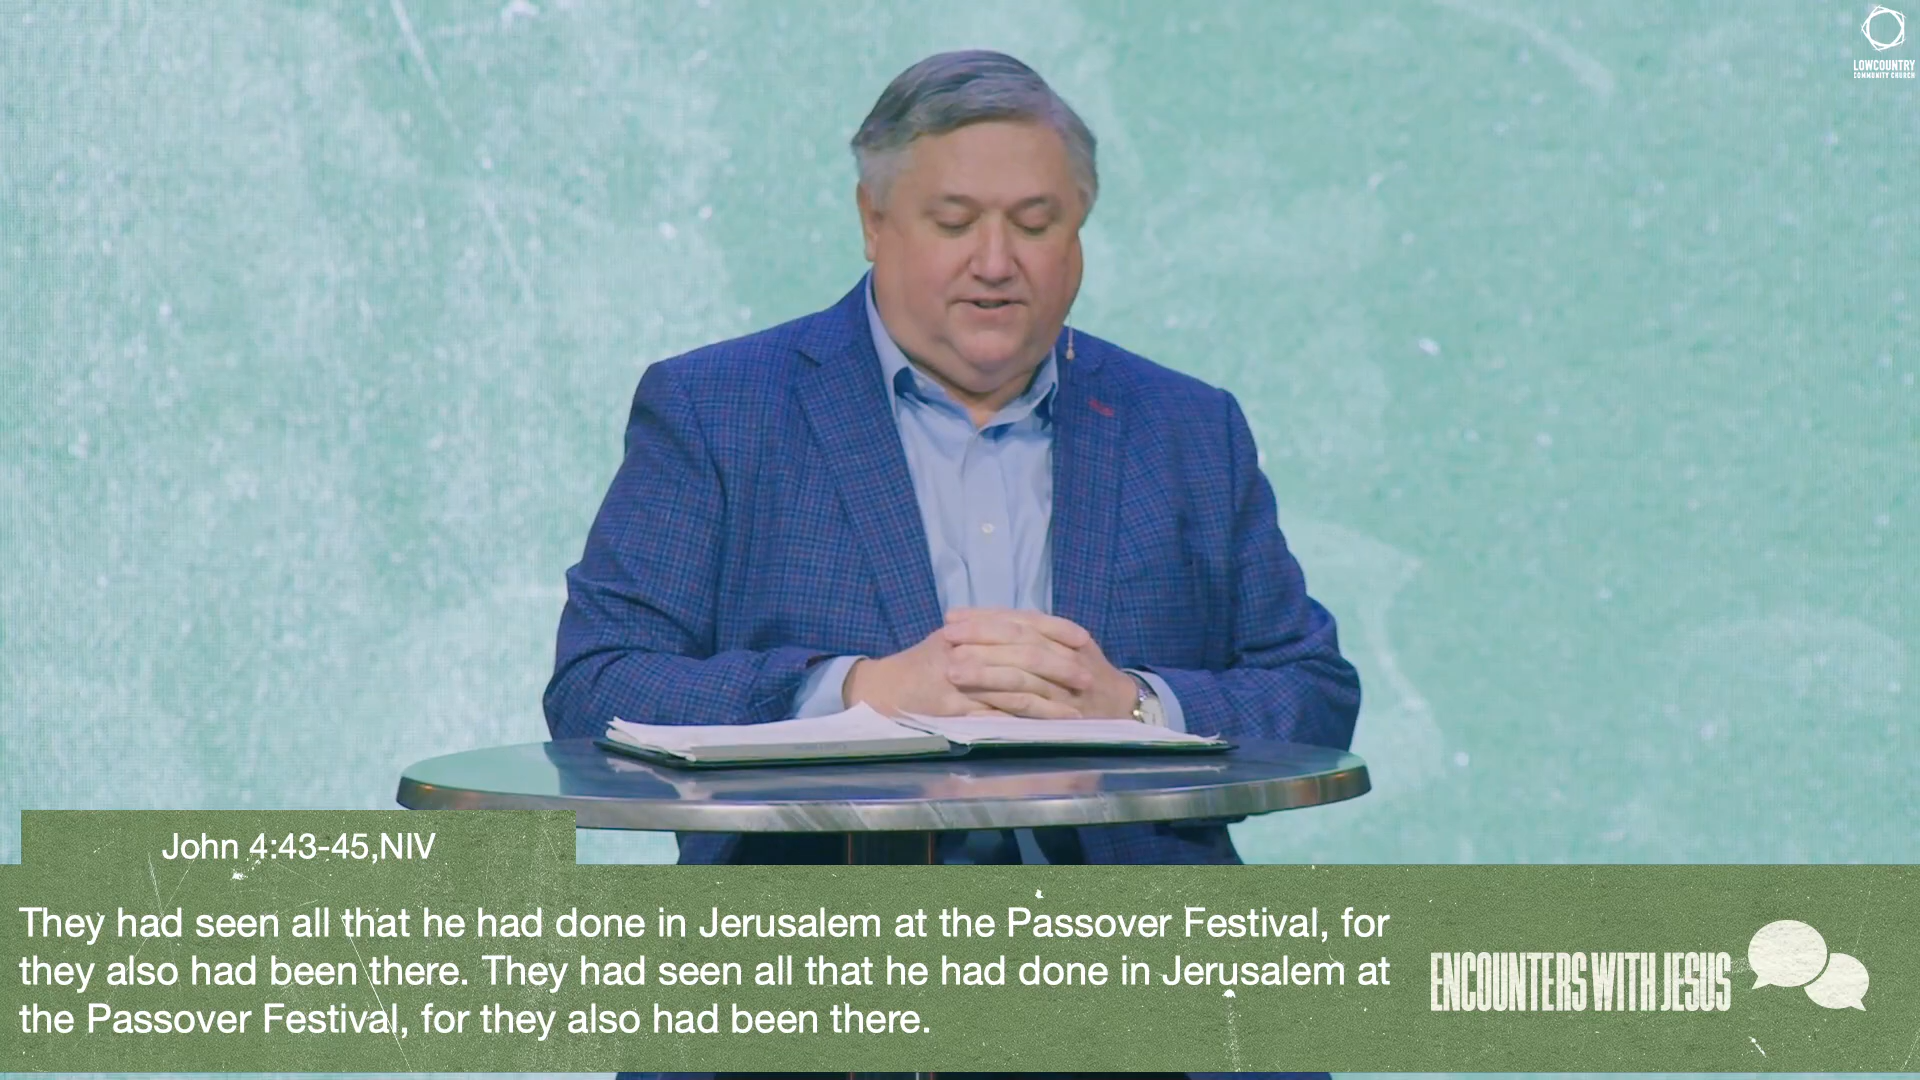 LOWCOUNTRY
COMMUNITY CHURCH
John 4:43-45,NIV
They had seen all that he had done in Jerusalem at the Passover Festival, for
they also had been there. They had seen all that he had done in Jerusalem at
the Passover Festival, for they also had been there.
ENCOUNTERS WITH JESUS